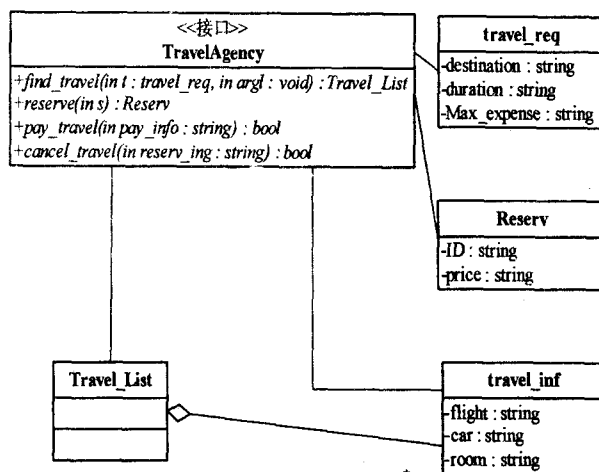 <<接口>>
TravelAgency
+find_travel(in t : travel_req, in argl : void) : Travel_List
+reserve(in s) : Reserv
+pay_travel(in pay_info : string) : bool
+cancel_travel(in reserv_ing : string) : bool
travel_req
-destination : string
-duration : string
-Max_expense : string
Reserv
-ID : string
-price : string
Travel_List
travel_inf
-flight : string
-car : string
-room : string